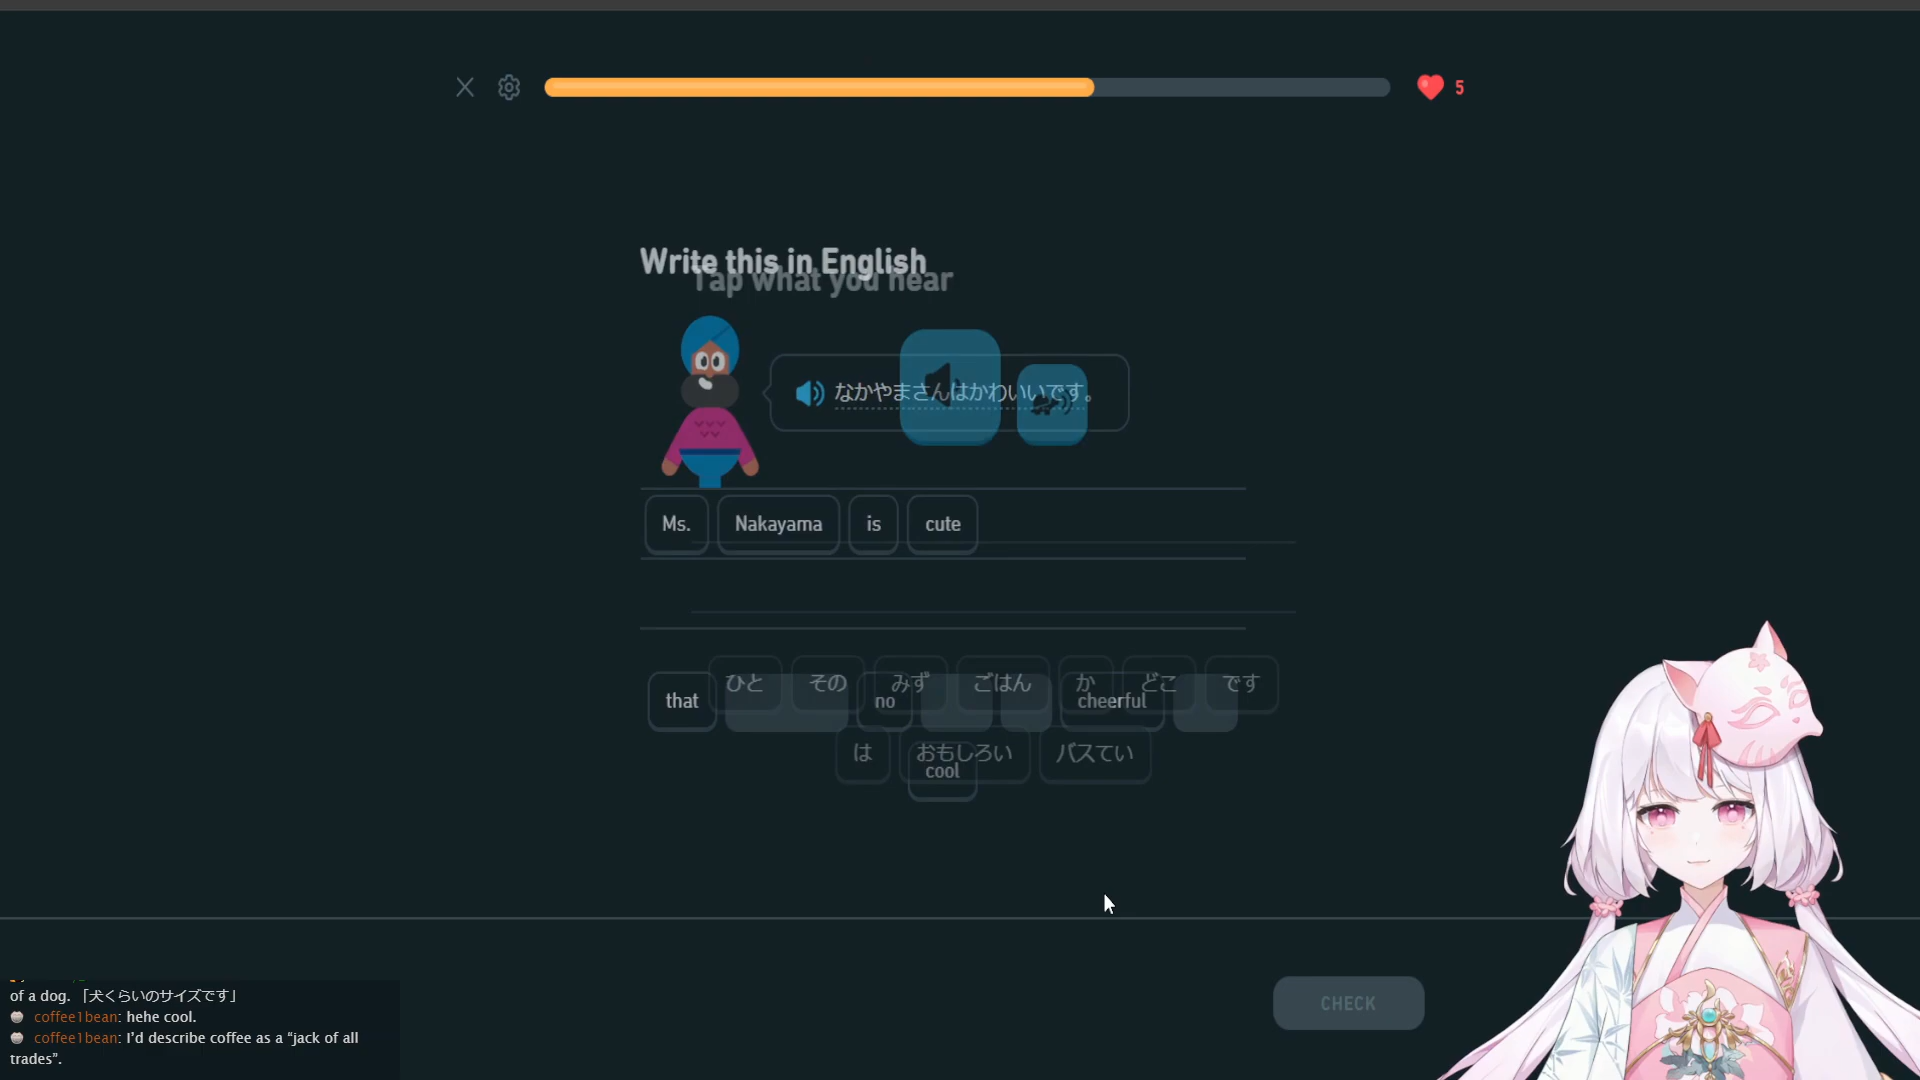 5
Write this in English
Tap what you hear
なかやまさんはかわいいです。
Ms. Nakayama is cute
that no cheerful
ひと その みず ごはん か どこ です
は おもしろい バスてい
cool
CHECK
of a dog. 「犬くらいのサイズです」
coffee1bean: hehe cool.
coffee1bean: I'd describe coffee as a “jack of all
trades”.